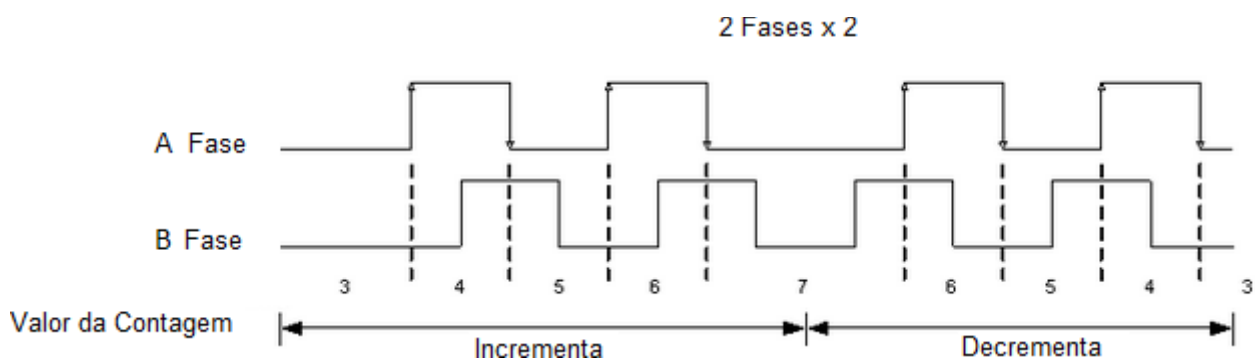 2 Fases x 2
A Fase
B Fase
3 4 5 6 7 6 5 4 3
Valor da Contagem
Incrementa Decrementa